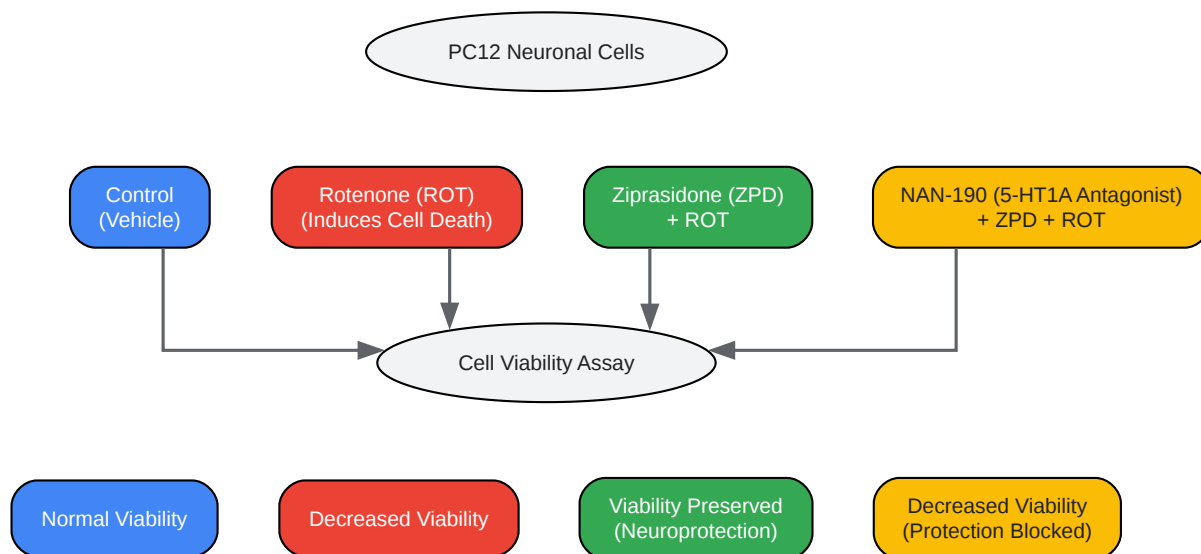 PC12 Neuronal Cells
Control
(Vehicle)
Rotenone (ROT)
(Induces Cell Death)
Ziprasidone (ZPD)
+ ROT
NAN-190 (5-HT1A Antagonist)
+ ZPD + ROT
Cell Viability Assay
Normal Viability
Decreased Viability
Viability Preserved
(Neuroprotection)
Decreased Viability
(Protection Blocked)